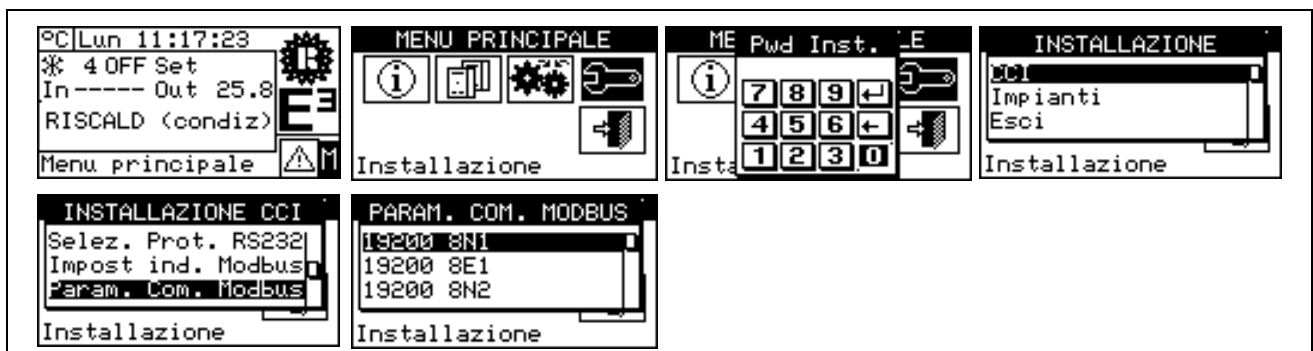 °C Lun 11:17:23
4 OFF Set
In ----- Out 25.8
RISCALD (condiz)
E3
Menu principale
M
MENU PRINCIPALE
i
Installazione
ME Pwd Inst. LE
i
7 8 9 ↵
4 5 6 ←
1 2 3 0
Insta
INSTALLAZIONE
CCI
Impianti
Esci
Installazione
INSTALLAZIONE CCI
Selez. Prot. RS232
Impost ind. Modbus
Param. Com. Modbus
Installazione
PARAM. COM. MODBUS
19200 8N1
19200 8E1
19200 8N2
Installazione